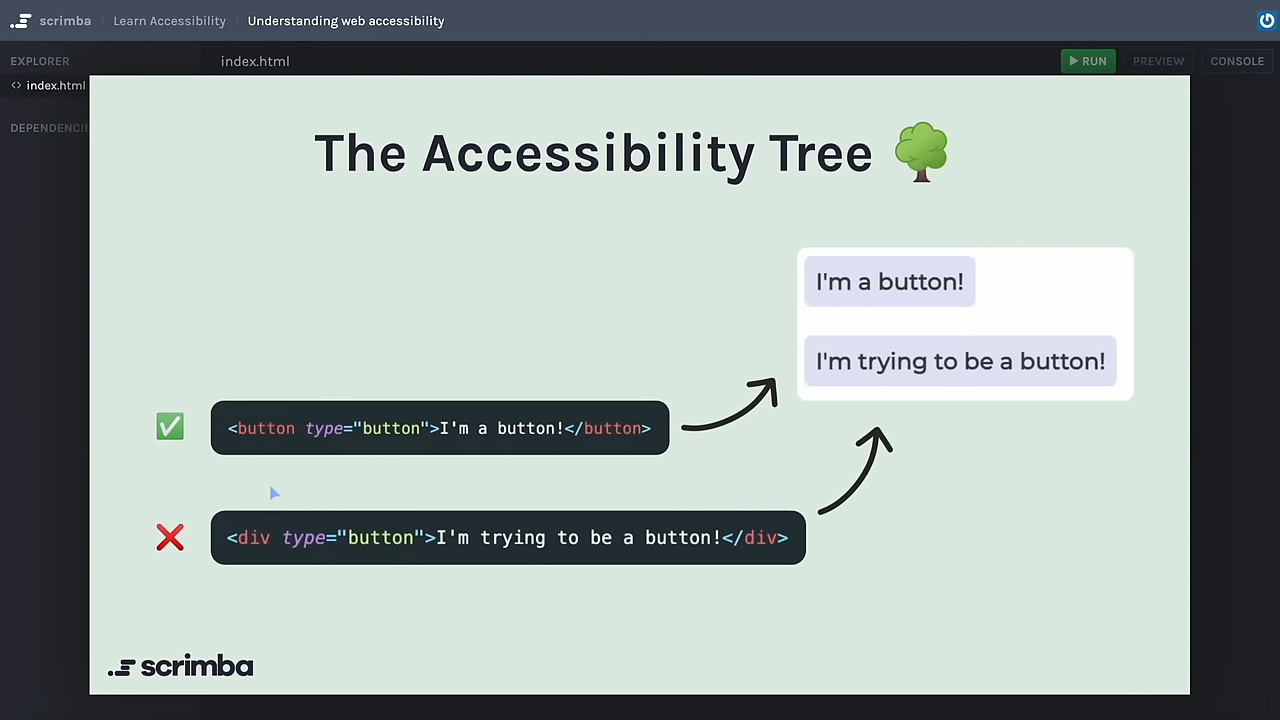 scrimba / Learn Accessibility / Understanding web accessibility
EXPLORER
index.html
RUN
PREVIEW
CONSOLE
<> index.html
DEPENDENCIE
The Accessibility Tree
I'm a button!
I'm trying to be a button!
<button type="button">I'm a button!</button>
<div type="button">I'm trying to be a button!</div>
scrimba